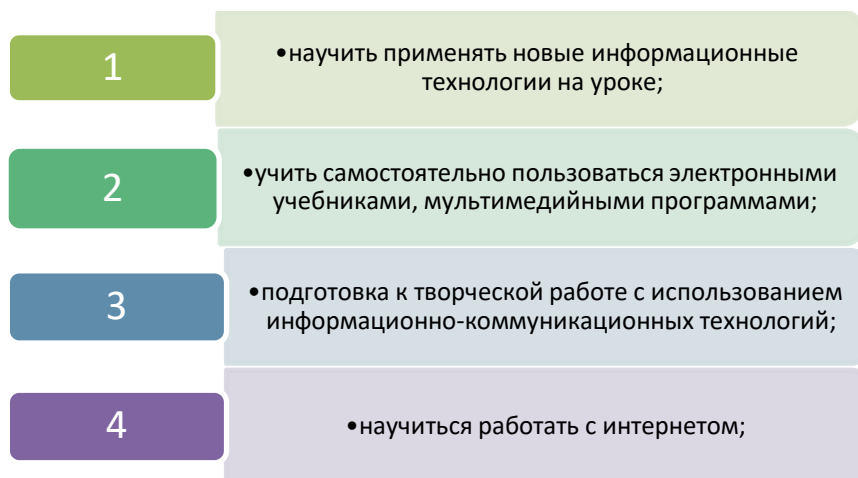 1
•научить применять новые информационные
технологии на уроке;
2
•учить самостоятельно пользоваться электронными
учебниками, мультимедийными программами;
3
•подготовка к творческой работе с использованием
информационно-коммуникационных технологий;
4
•научиться работать с интернетом;